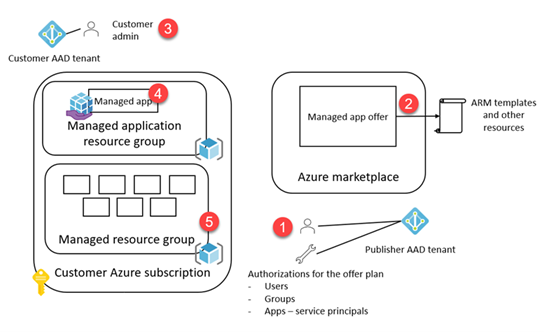 Customer
admin
3
Customer AAD tenant
Managed app
4
Managed application
resource group
5
Managed resource group
Customer Azure subscription
Managed app offer
2
ARM templates
and other
resources
Azure marketplace
1
Publisher AAD tenant
Authorizations for the offer plan
- Users
- Groups
- Apps – service principals